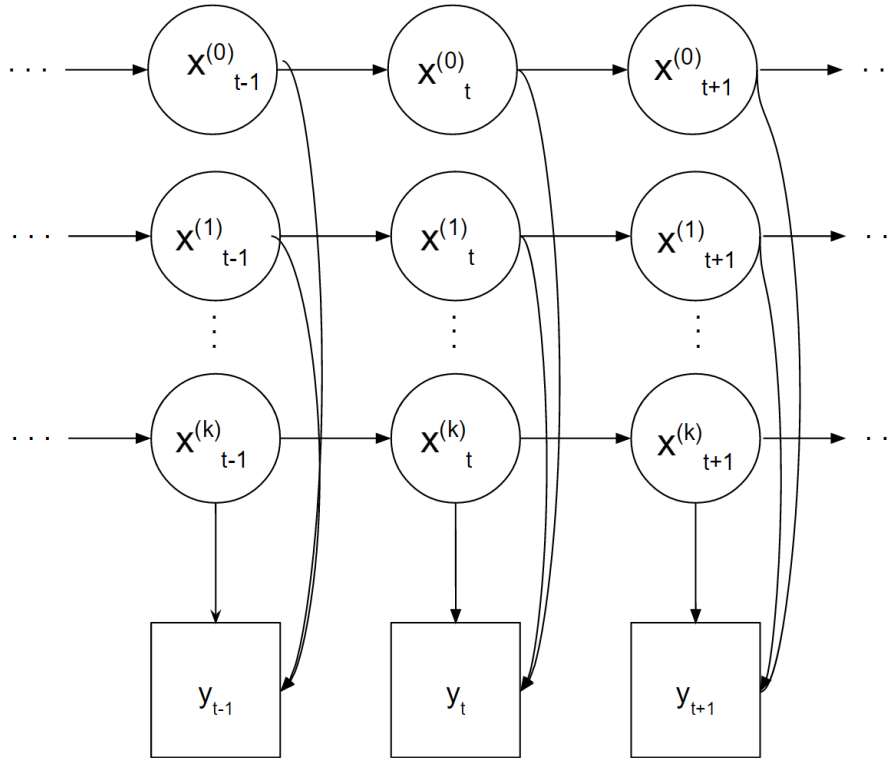 . . . x⁽⁰⁾ₜ₋₁ x⁽⁰⁾ₜ x⁽⁰⁾ₜ₊₁ . .
. . . x⁽¹⁾ₜ₋₁ x⁽¹⁾ₜ x⁽¹⁾ₜ₊₁ . .
⋮ ⋮ ⋮
. . . x⁽ᵏ⁾ₜ₋₁ x⁽ᵏ⁾ₜ x⁽ᵏ⁾ₜ₊₁ . .
yₜ₋₁ yₜ yₜ₊₁